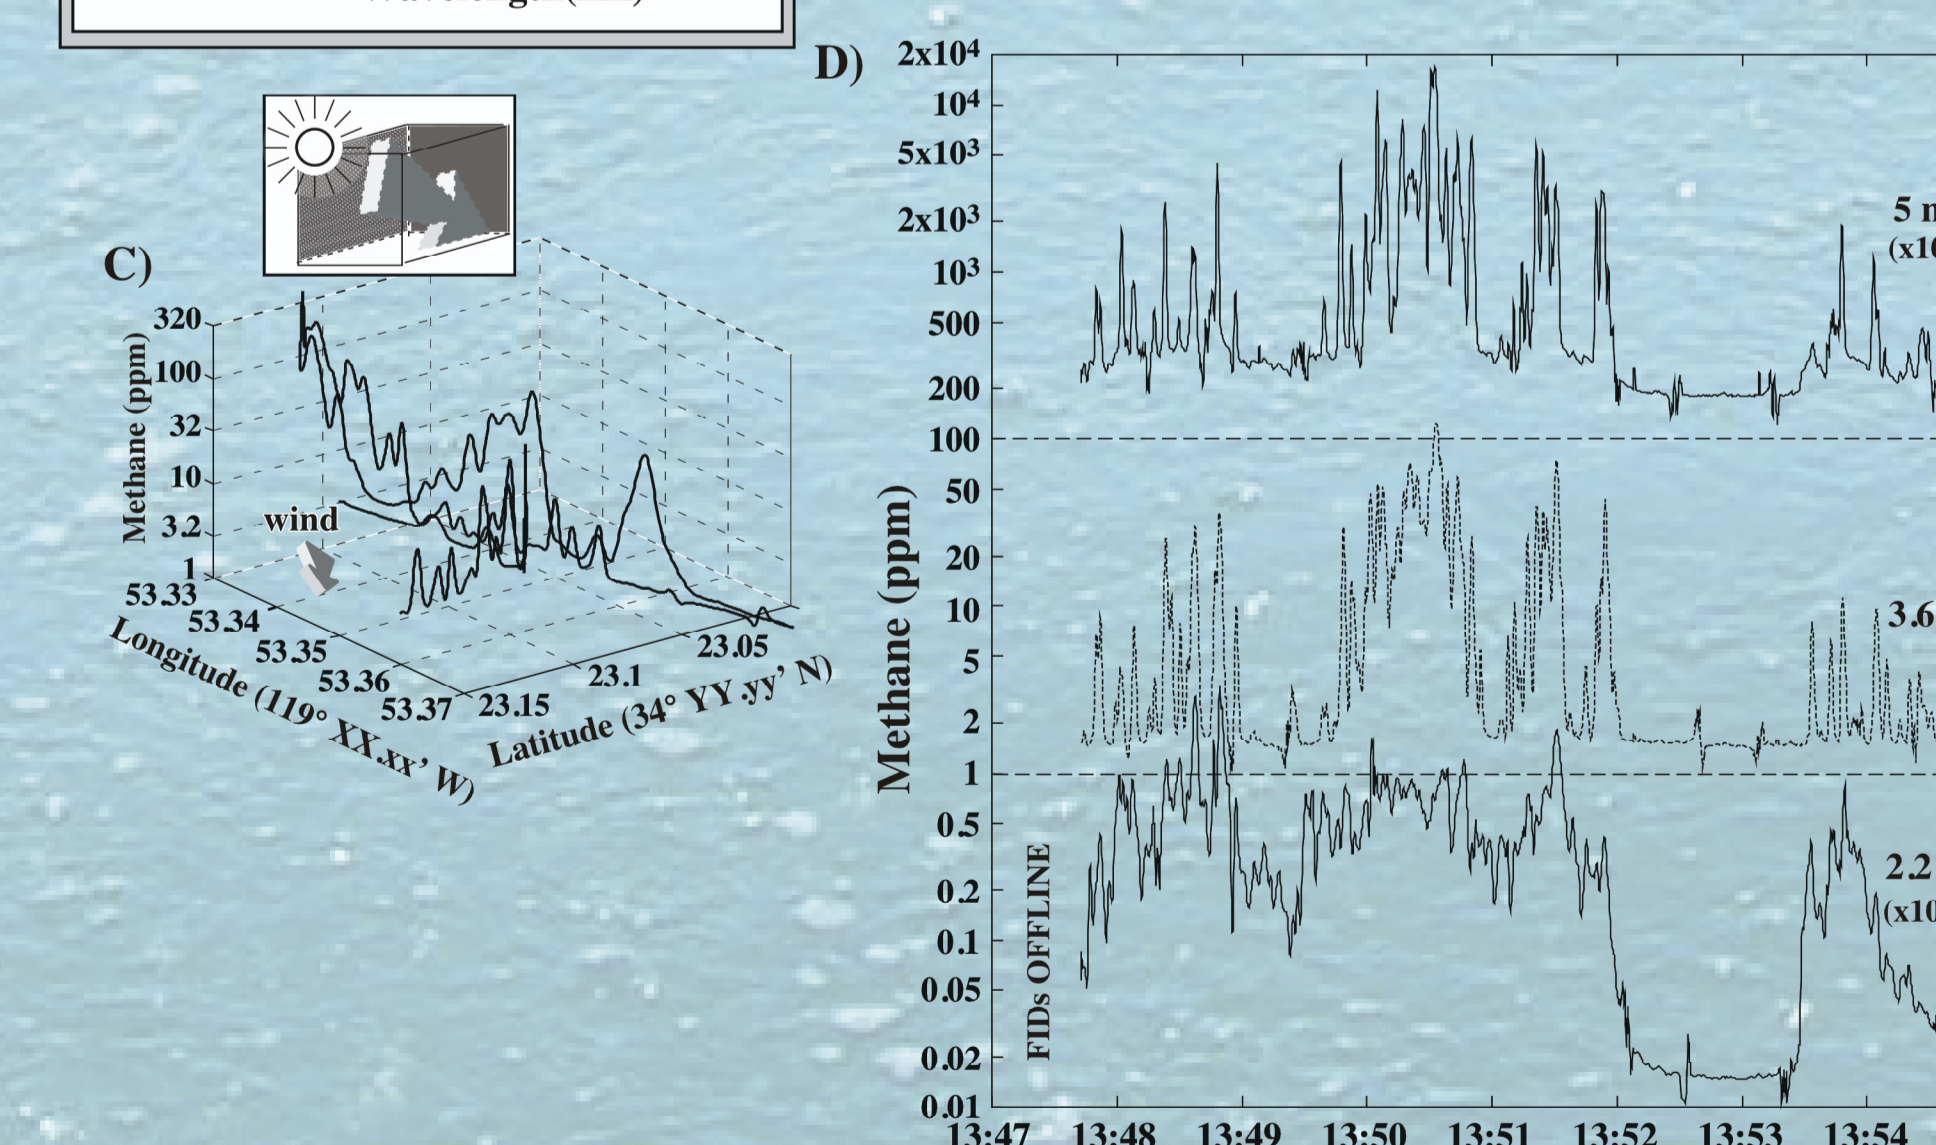 D)
2x10⁴
10⁴
5x10³
2x10³
10³
500
200
100
50
20
10
5
2
1
0.5
0.2
0.1
0.05
0.02
0.01
Methane (ppm)
FIDs OFFLINE
13:47 13:48 13:49 13:50 13:51 13:52 13:53 13:54
5
3.6
2.2
C)
320
100
32
10
3.2
1
Methane (ppm)
wind
53.33
53.34
53.35
53.36
53.37
Longitude (119° XX.xx' W)
23.15
23.1
23.05
Latitude (34° YY.yy' N)